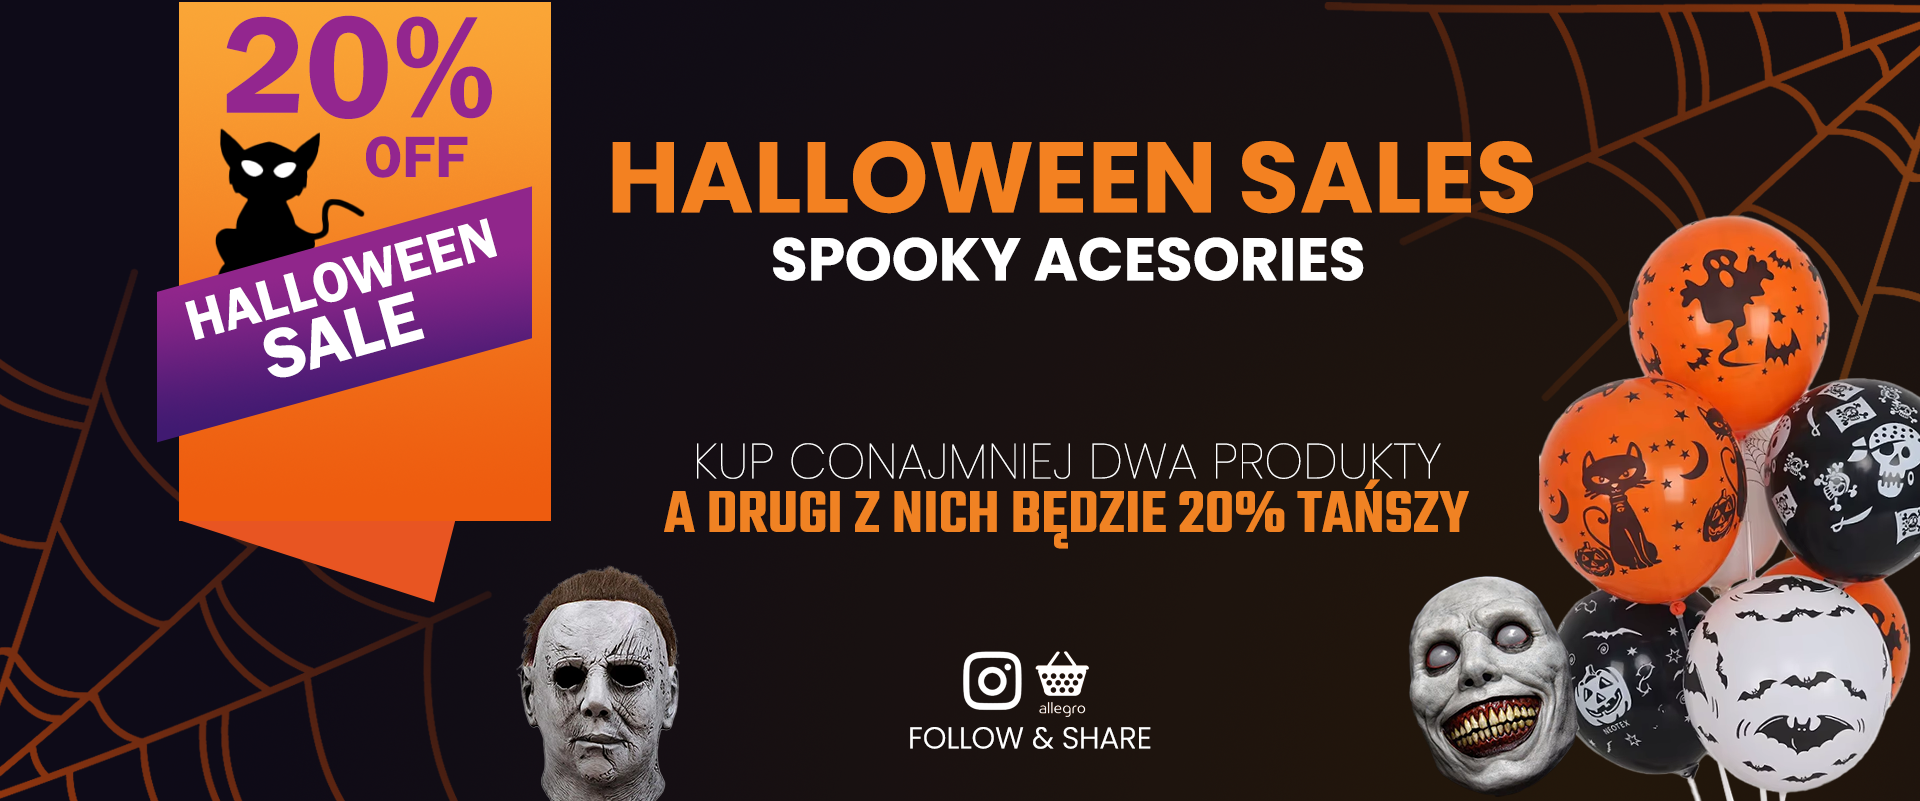 20%
OFF
HALLOWEEN
SALE
HALLOWEEN SALES
SPOOKY ACESORIES
KUP CONAJMNIEJ DWA PRODUKTY
A DRUGI Z NICH BĘDZIE 20% TAŃSZY
allegro
FOLLOW & SHARE
NEOTEX